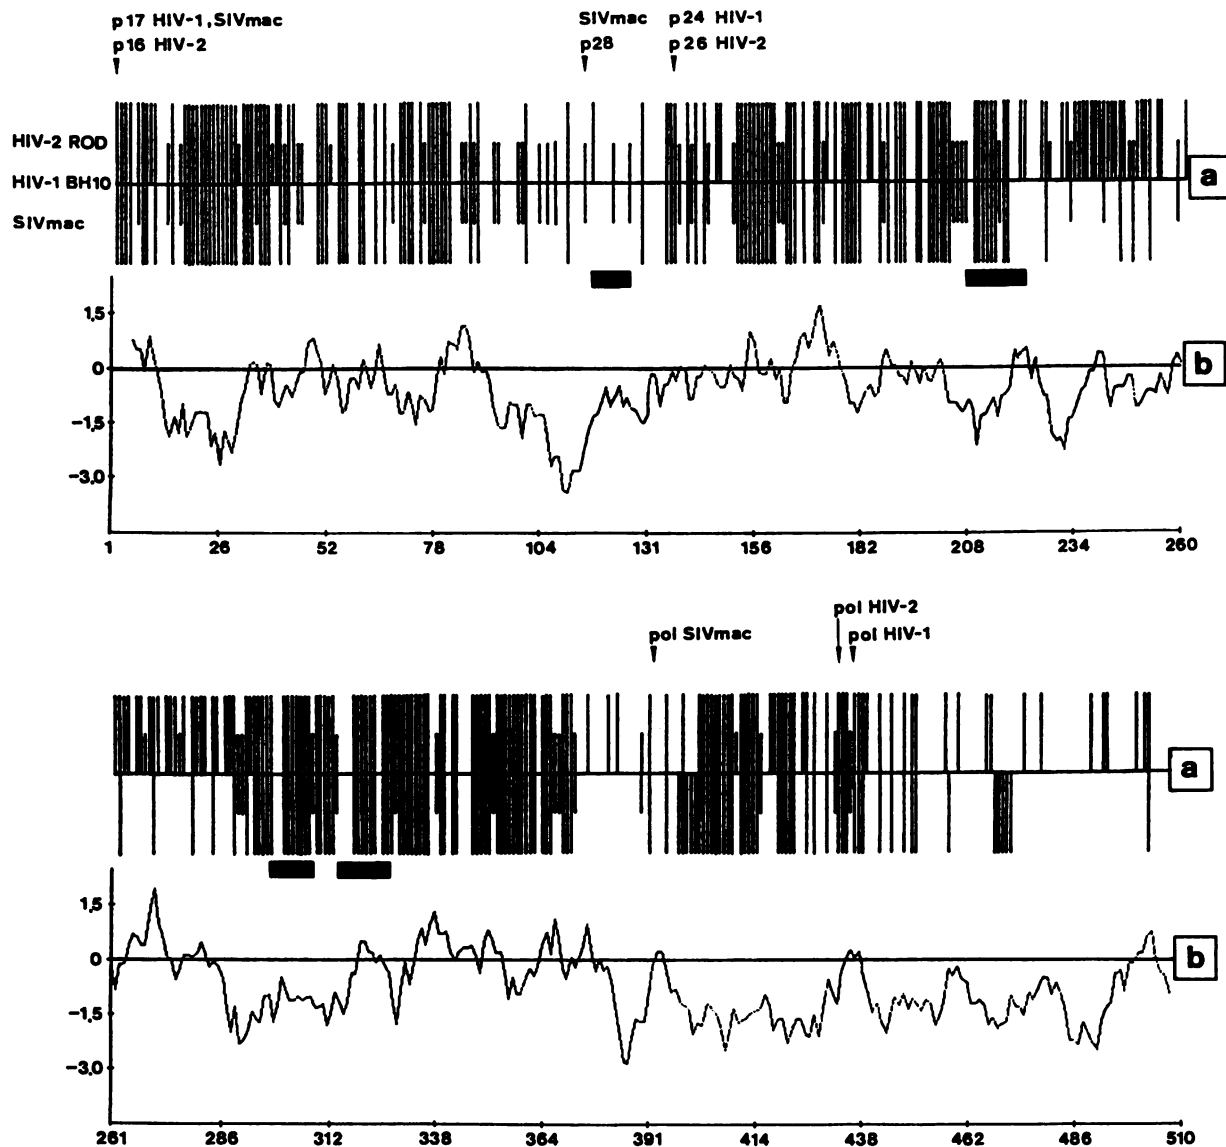 p17 HIV-1,SIVmac SIVmac p24 HIV-1
p16 HIV-2 p28 p26 HIV-2
HIV-2 ROD
HIV-1 BH10
a
SIVmac
1,5
0
b
-1,5
-3,0
1 26 52 78 104 131 156 182 208 234 260
pol HIV-2
pol SIVmac pol HIV-1
a
1,5
0
b
-1,5
-3,0
261 286 312 338 364 391 414 438 462 486 510